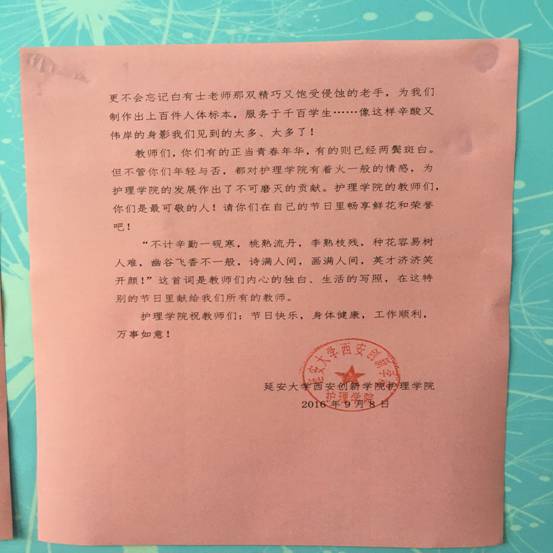 更不会忘记白有士老师那双精巧又饱受侵蚀的老手，为我们
制作出上百件人体标本，服务于千百学生……像这样辛酸又
伟岸的身影我们见到的太多、太多了！
教师们，你们有的正当青春年华，有的则已经两鬓斑白。
但不管你们年轻与否，都对护理学院有着火一般的情感，为
护理学院的发展作出了不可磨灭的贡献。护理学院的教师们，
你们是最可敬的人！请你们在自己的节日里畅享鲜花和荣誉
吧！
“不计辛勤一砚寒，桃熟流丹，李熟枝残，种花容易树
人难，幽谷飞香不一般，诗满人间，画满人间，英才济济笑
开颜！”这首词是教师们内心的独白、生活的写照，在这特
别的节日里献给我们所有的教师。
护理学院祝教师们：节日快乐，身体健康，工作顺利，
万事如意！
延安大学西安创新学院
护理学院
延安大学西安创新学院护理学院
2016年9月8日